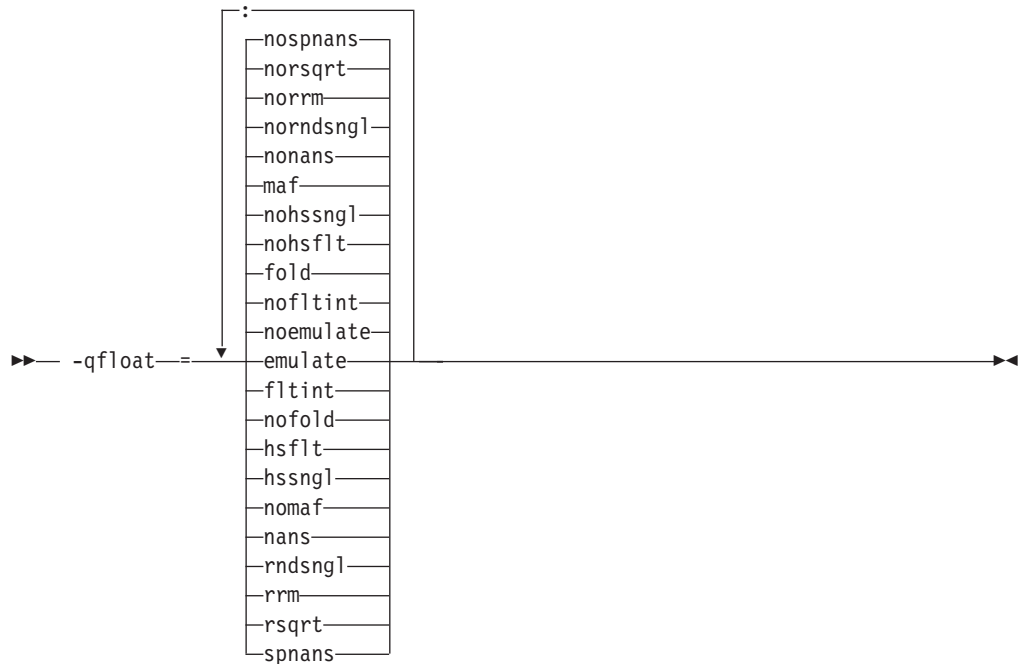 :
nospnans
norsqrt
norrm
norndsngl
nonans
maf
nohssngl
nohsflt
fold
nofltint
noemulate
-qfloat = emulate
fltint
nofold
hsflt
hssngl
nomaf
nans
rndsngl
rrm
rsqrt
spnans